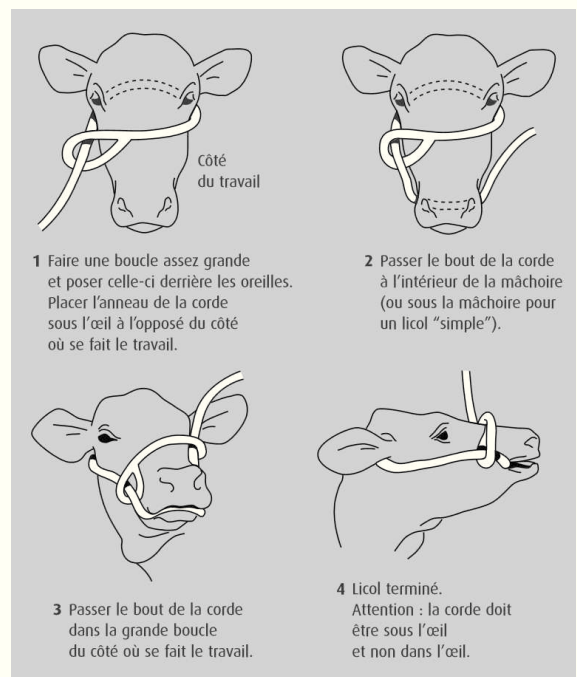 Côté
du travail
1 Faire une boucle assez grande
et poser celle-ci derrière les oreilles.
Placer l'anneau de la corde
sous l'œil à l'opposé du côté
où se fait le travail.
2 Passer le bout de la corde
à l'intérieur de la mâchoire
(ou sous la mâchoire pour
un licol "simple").
3 Passer le bout de la corde
dans la grande boucle
du côté où se fait le travail.
4 Licol terminé.
Attention : la corde doit
être sous l'œil
et non dans l'œil.